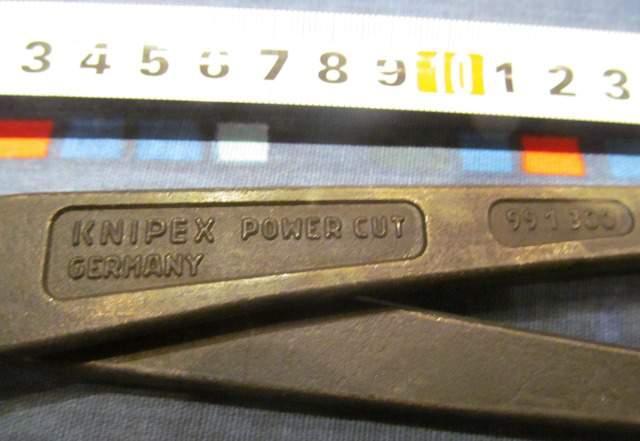 3 4 5 6 7 8 9 10 1 2 3
KNIPEX POWER CUT
GERMANY
99 1 300